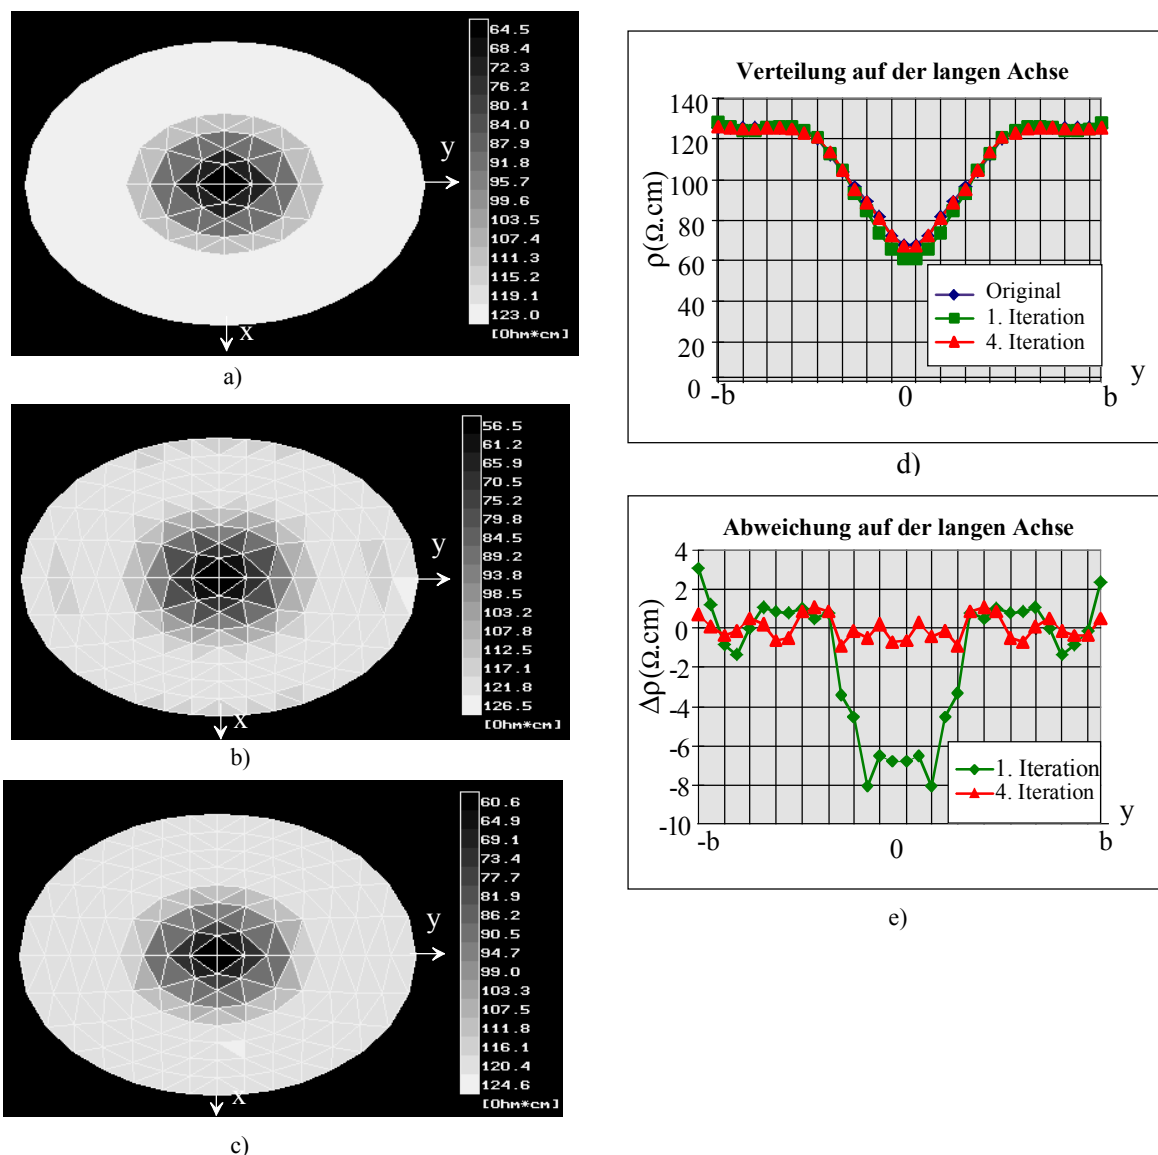 64.5
68.4
72.3
76.2
80.1
84.0
87.9
91.8
95.7
99.6
103.5
107.4
111.3
115.2
119.1
123.0
[Ohm*cm]
y
x
a)
56.5
61.2
65.9
70.5
75.2
79.8
84.5
89.2
93.8
98.5
103.2
107.8
112.5
117.1
121.8
126.5
[Ohm*cm]
y
x
b)
60.6
64.9
69.1
73.4
77.7
81.9
86.2
90.5
94.7
99.0
103.3
107.5
111.8
116.1
120.4
124.6
[Ohm*cm]
y
x
c)
Verteilung auf der langen Achse
140
120
100
80
60
40
20
0
ρ(Ω.cm)
Original
1. Iteration
4. Iteration
-b
0
b
y
d)
Abweichung auf der langen Achse
4
2
0
-2
-4
-6
-8
-10
Δρ(Ω.cm)
1. Iteration
4. Iteration
-b
0
b
y
e)